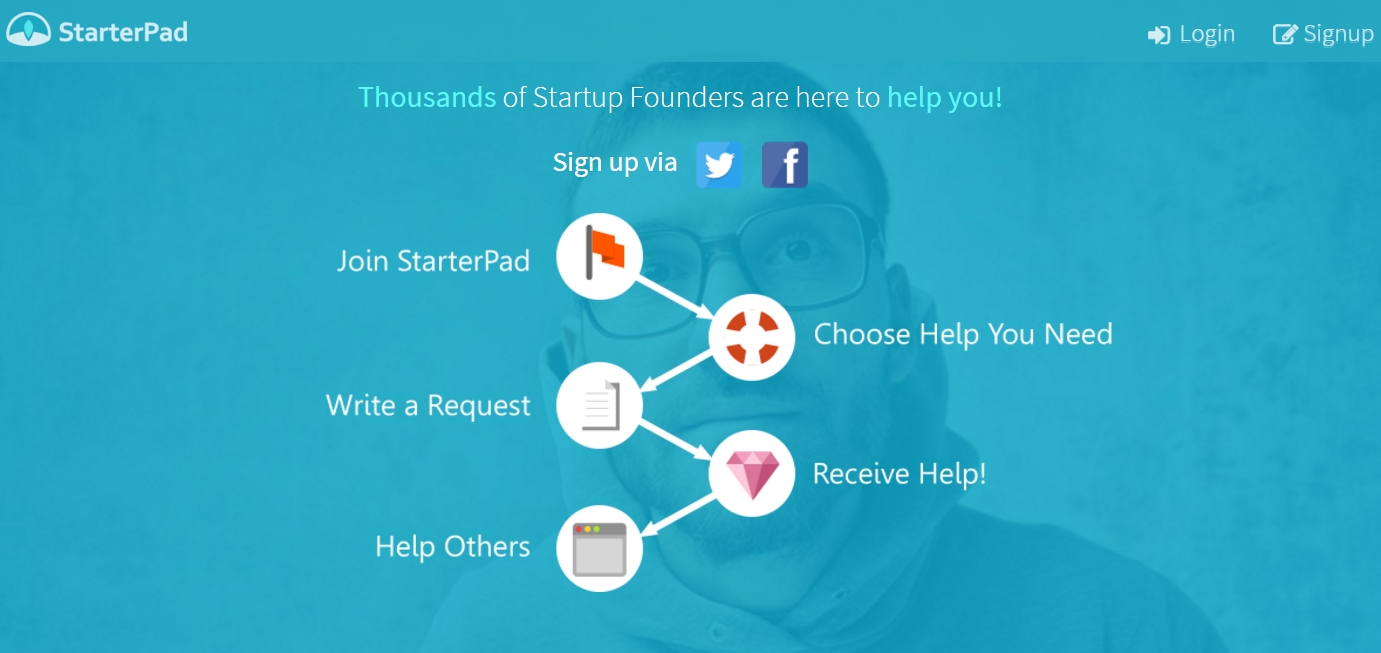 StarterPad
Login
Signup
Thousands of Startup Founders are here to help you!
Sign up via
Join StarterPad
Choose Help You Need
Write a Request
Receive Help!
Help Others